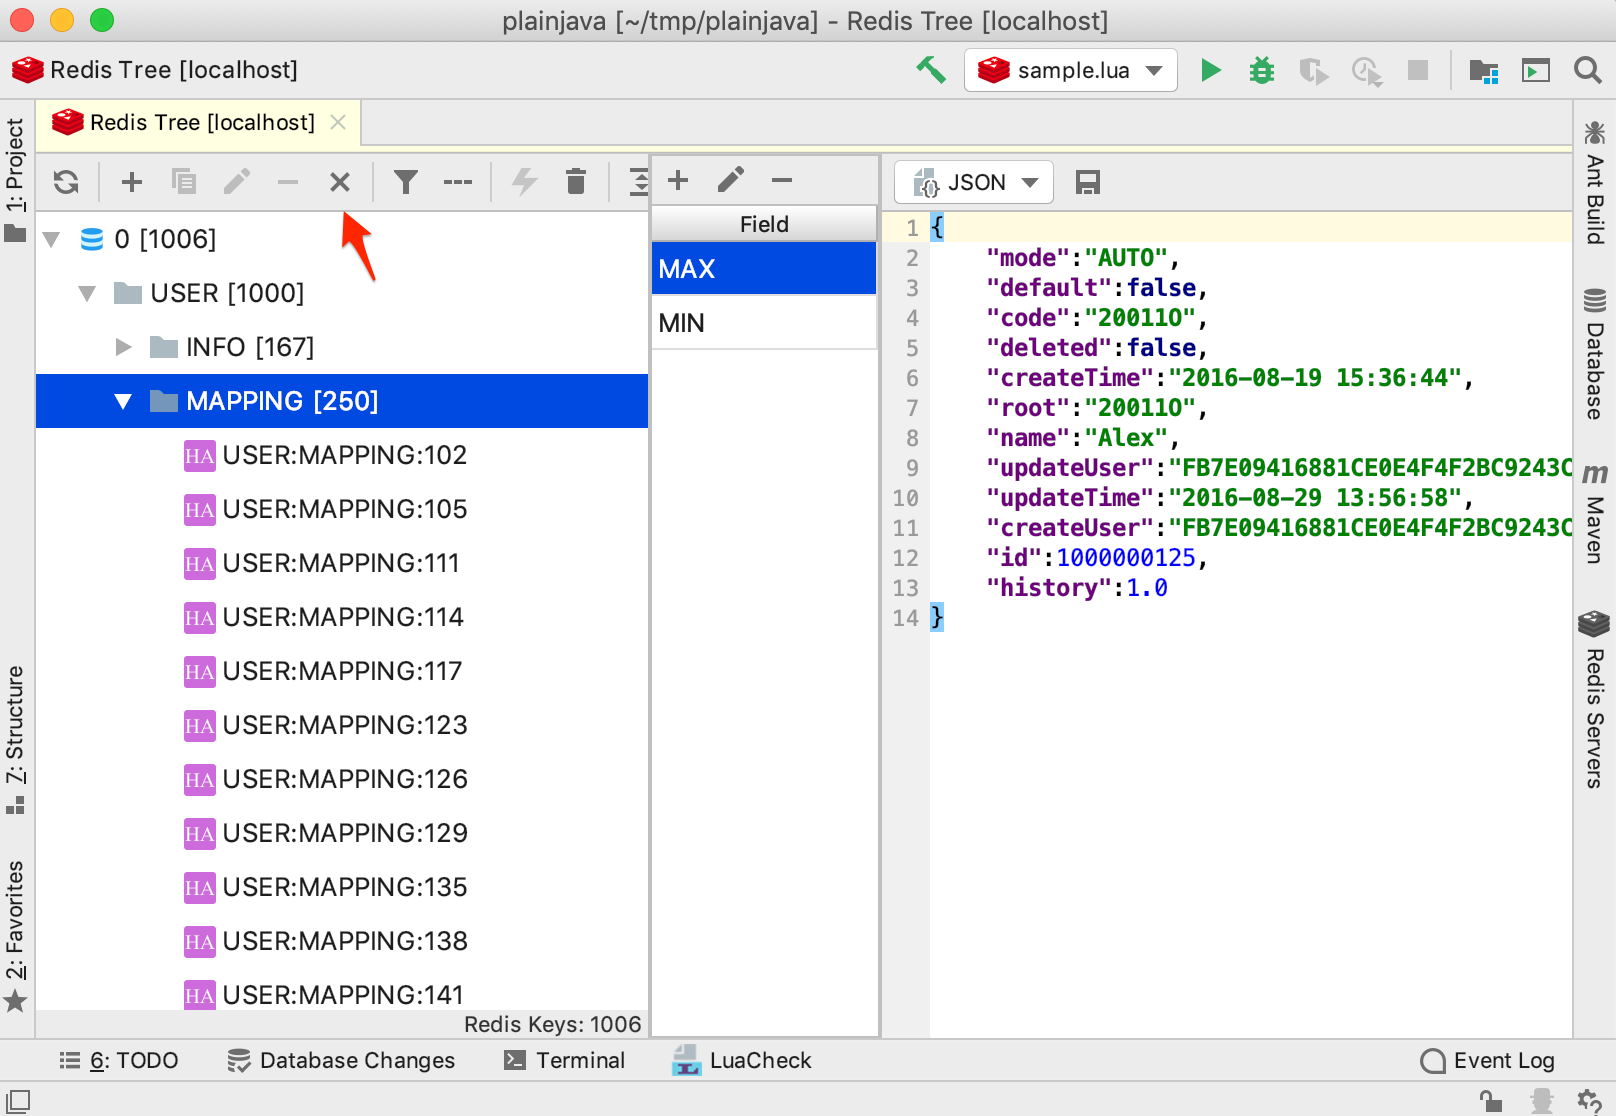 plainjava [~/tmp/plainjava] - Redis Tree [localhost]
Redis Tree [localhost]
sample.lua
Redis Tree [localhost]
1: Project
7: Structure
2: Favorites
0 [1006]
USER [1000]
INFO [167]
MAPPING [250]
HA USER:MAPPING:102
HA USER:MAPPING:105
HA USER:MAPPING:111
HA USER:MAPPING:114
HA USER:MAPPING:117
HA USER:MAPPING:123
HA USER:MAPPING:126
HA USER:MAPPING:129
HA USER:MAPPING:135
HA USER:MAPPING:138
HA USER:MAPPING:141
Redis Keys: 1006
Field
MAX
MIN
JSON
1 {
2 "mode":"AUTO",
3 "default":false,
4 "code":"200110",
5 "deleted":false,
6 "createTime":"2016-08-19 15:36:44",
7 "root":"200110",
8 "name":"Alex",
9 "updateUser":"FB7E09416881CE0E4F4F2BC9243C
10 "updateTime":"2016-08-29 13:56:58",
11 "createUser":"FB7E09416881CE0E4F4F2BC9243C
12 "id":1000000125,
13 "history":1.0
14 }
Ant Build
Database
m Maven
Redis Servers
6: TODO
Database Changes
Terminal
LuaCheck
Event Log